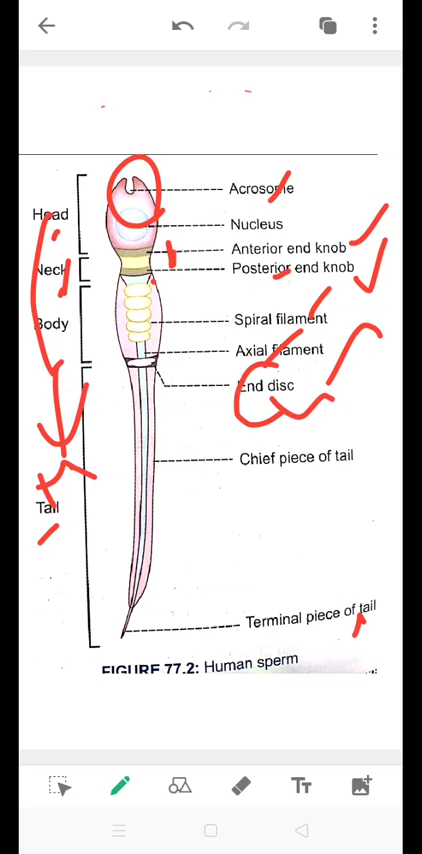 Acrosome
Head
Nucleus
Anterior end knob
Neck
Posterior end knob
Spiral filament
Body
Axial filament
End disc
Chief piece of tail
Tail
Terminal piece of tail
FIGURE 77.2: Human sperm
TT